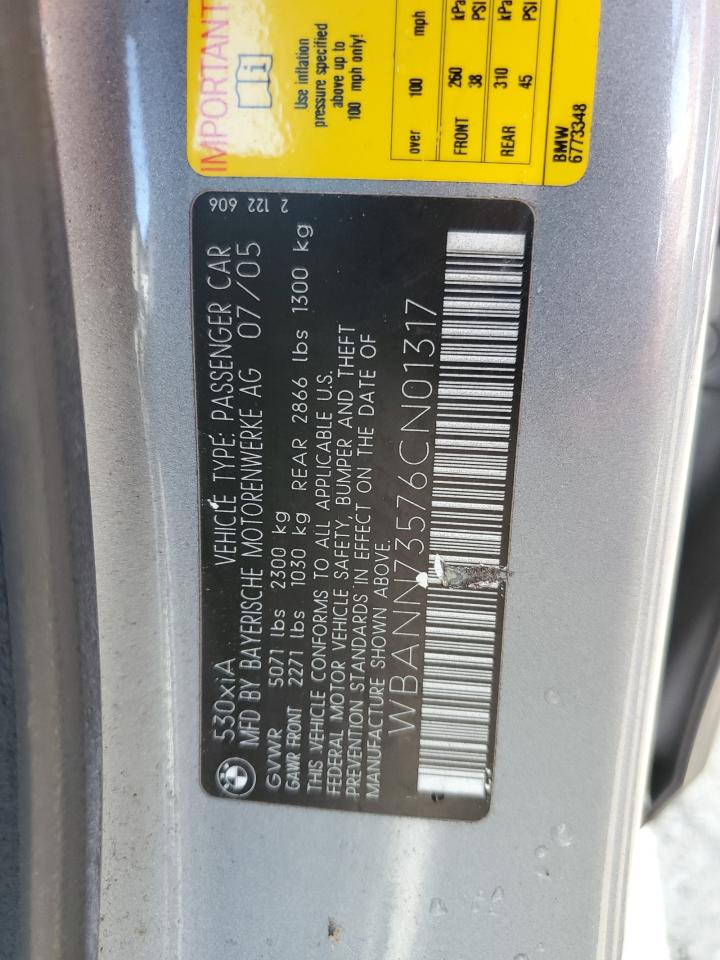 IMPORTANT
Use inflation
pressure specified
above up to
100 mph only!
over 100 mph
FRONT 260 kPa
38 PSI
REAR 310 kPa
45 PSI
BMW
6773348
530xiA VEHICLE TYPE: PASSENGER CAR
MFD BY BAYERISCHE MOTORENWERKE AG 07/05
2 122 606
GVWR 5071 lbs 2300 kg
GAWR FRONT 2271 lbs 1030 kg REAR 2866 lbs 1300 kg
THIS VEHICLE CONFORMS TO ALL APPLICABLE U.S.
FEDERAL MOTOR VEHICLE SAFETY, BUMPER AND THEFT
PREVENTION STANDARDS IN EFFECT ON THE DATE OF
MANUFACTURE SHOWN ABOVE.
WBANN73576CN01317